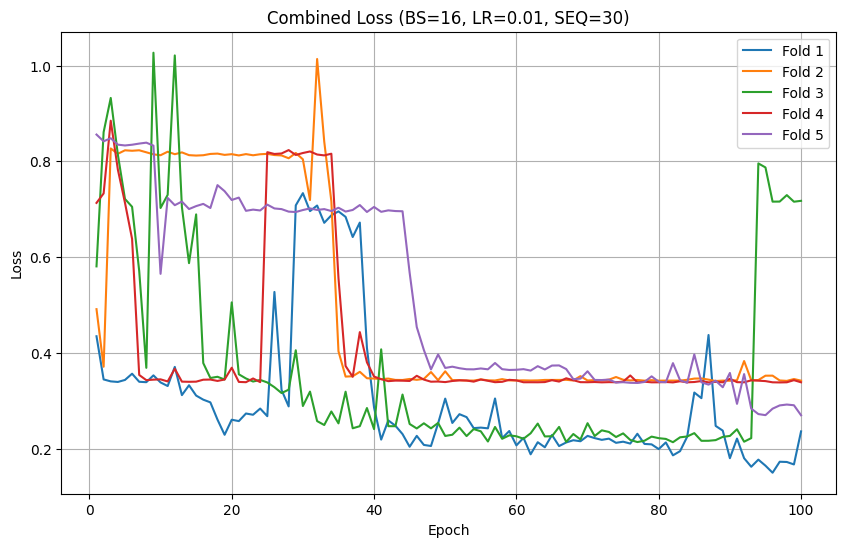 Combined Loss (BS=16, LR=0.01, SEQ=30)
Fold 1
Fold 2
Fold 3
Fold 4
Fold 5
1.0
0.8
0.6
0.4
0.2
Loss
0 20 40 60 80 100
Epoch